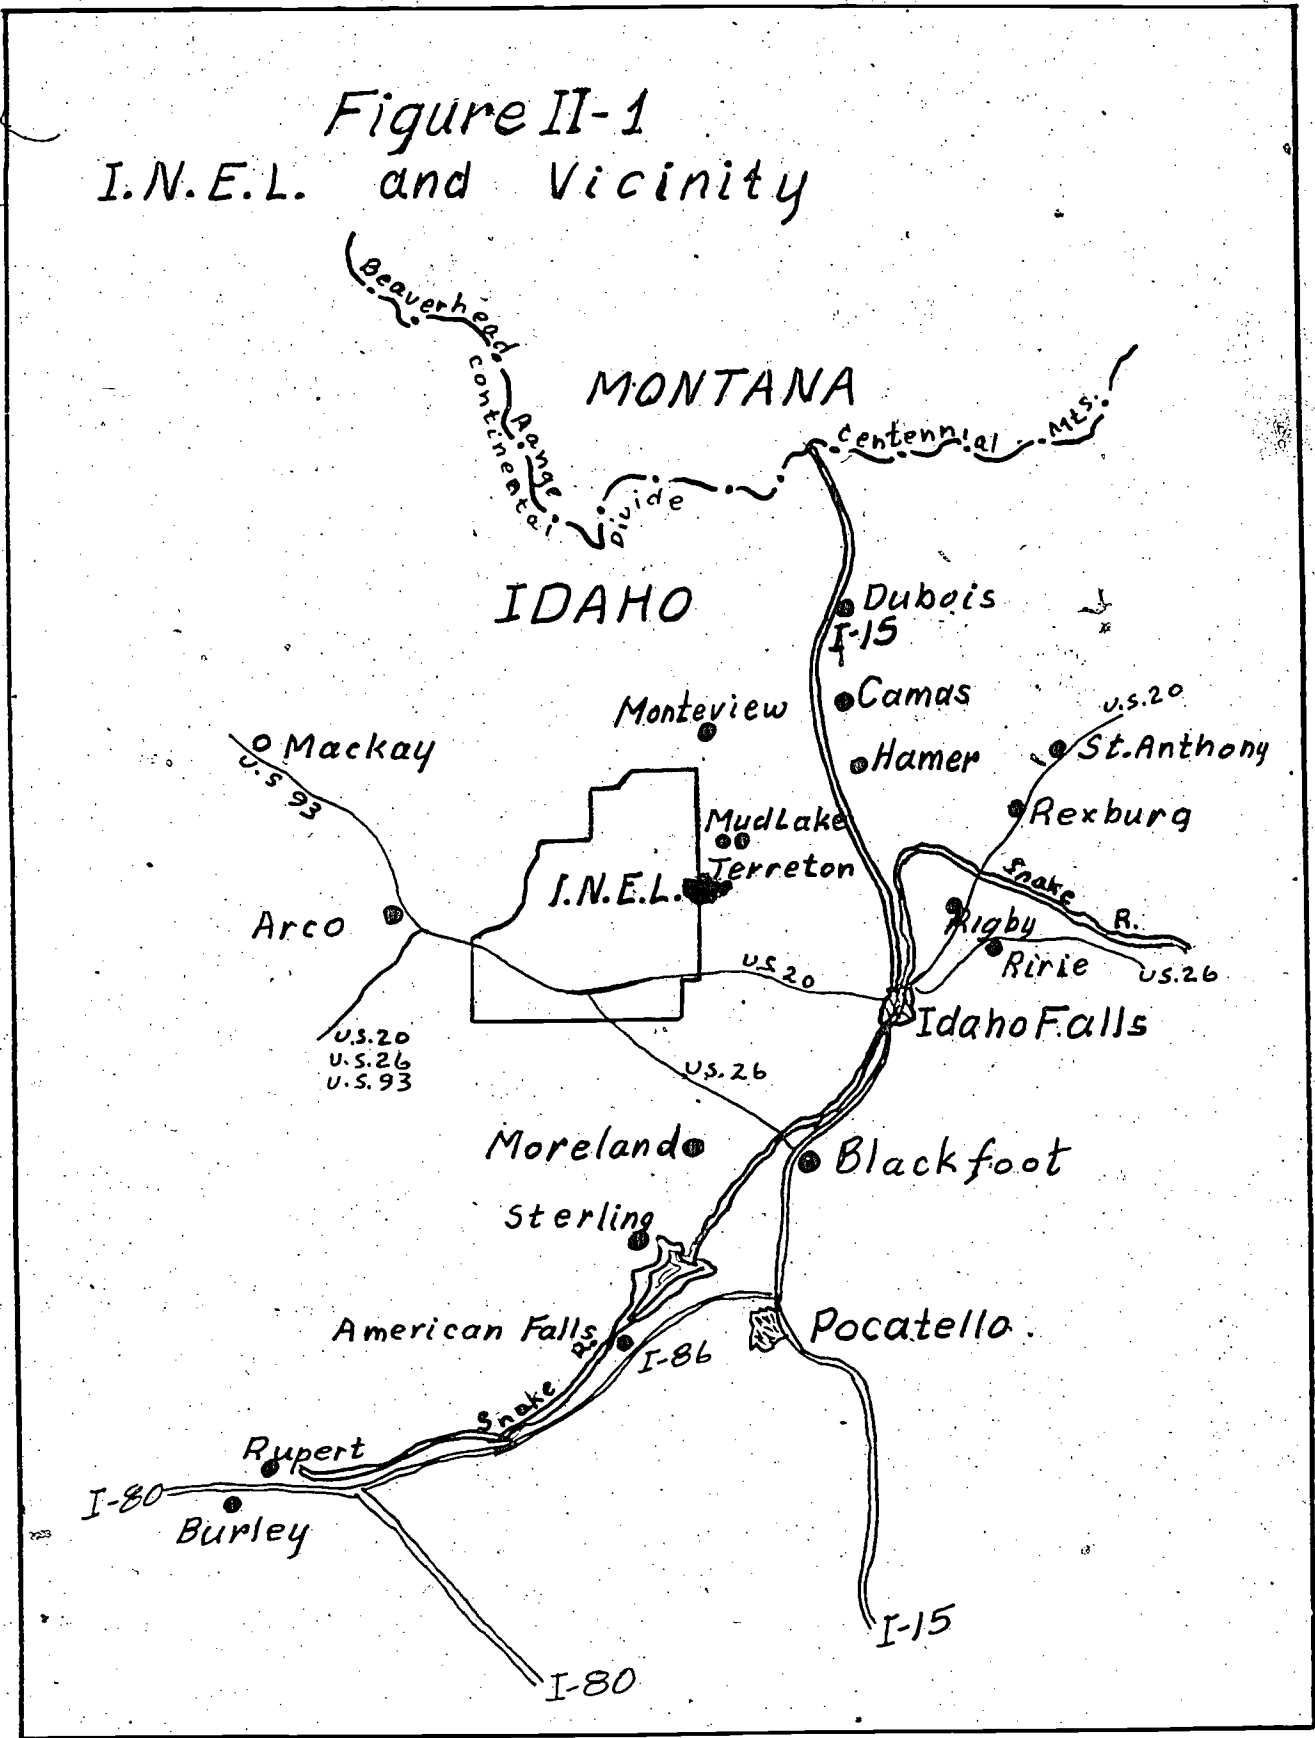 Figure II-1
I.N.E.L. and Vicinity
Beaverhead
Range
Continental
Divide
MONTANA
Centennial Mts.
IDAHO
Dubois
I-15
Camas
Monteview
U.S.20
Mackay
St.Anthony
U.S 93
Hamer
Rexburg
MudLake
Terreton
I.N.E.L.
Snake R.
Arco
Rigby
Ririe
U.S.20
U.S.26
Idaho Falls
U.S.20
U.S.26
U.S.93
U.S.26
Moreland
Blackfoot
Sterling
American Falls
Pocatello.
I-86
Snake R.
Rupert
I-80
Burley
I-15
I-80